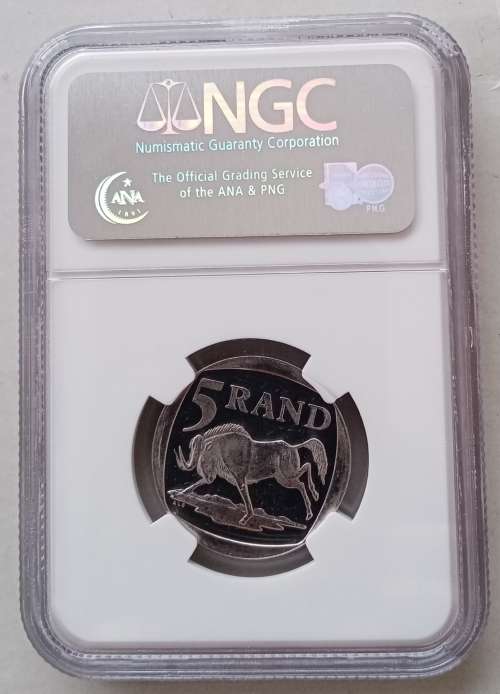 NGC
Numismatic Guaranty Corporation
The Official Grading Service
of the ANA & PNG
ANA
1891
PNG
5 RAND